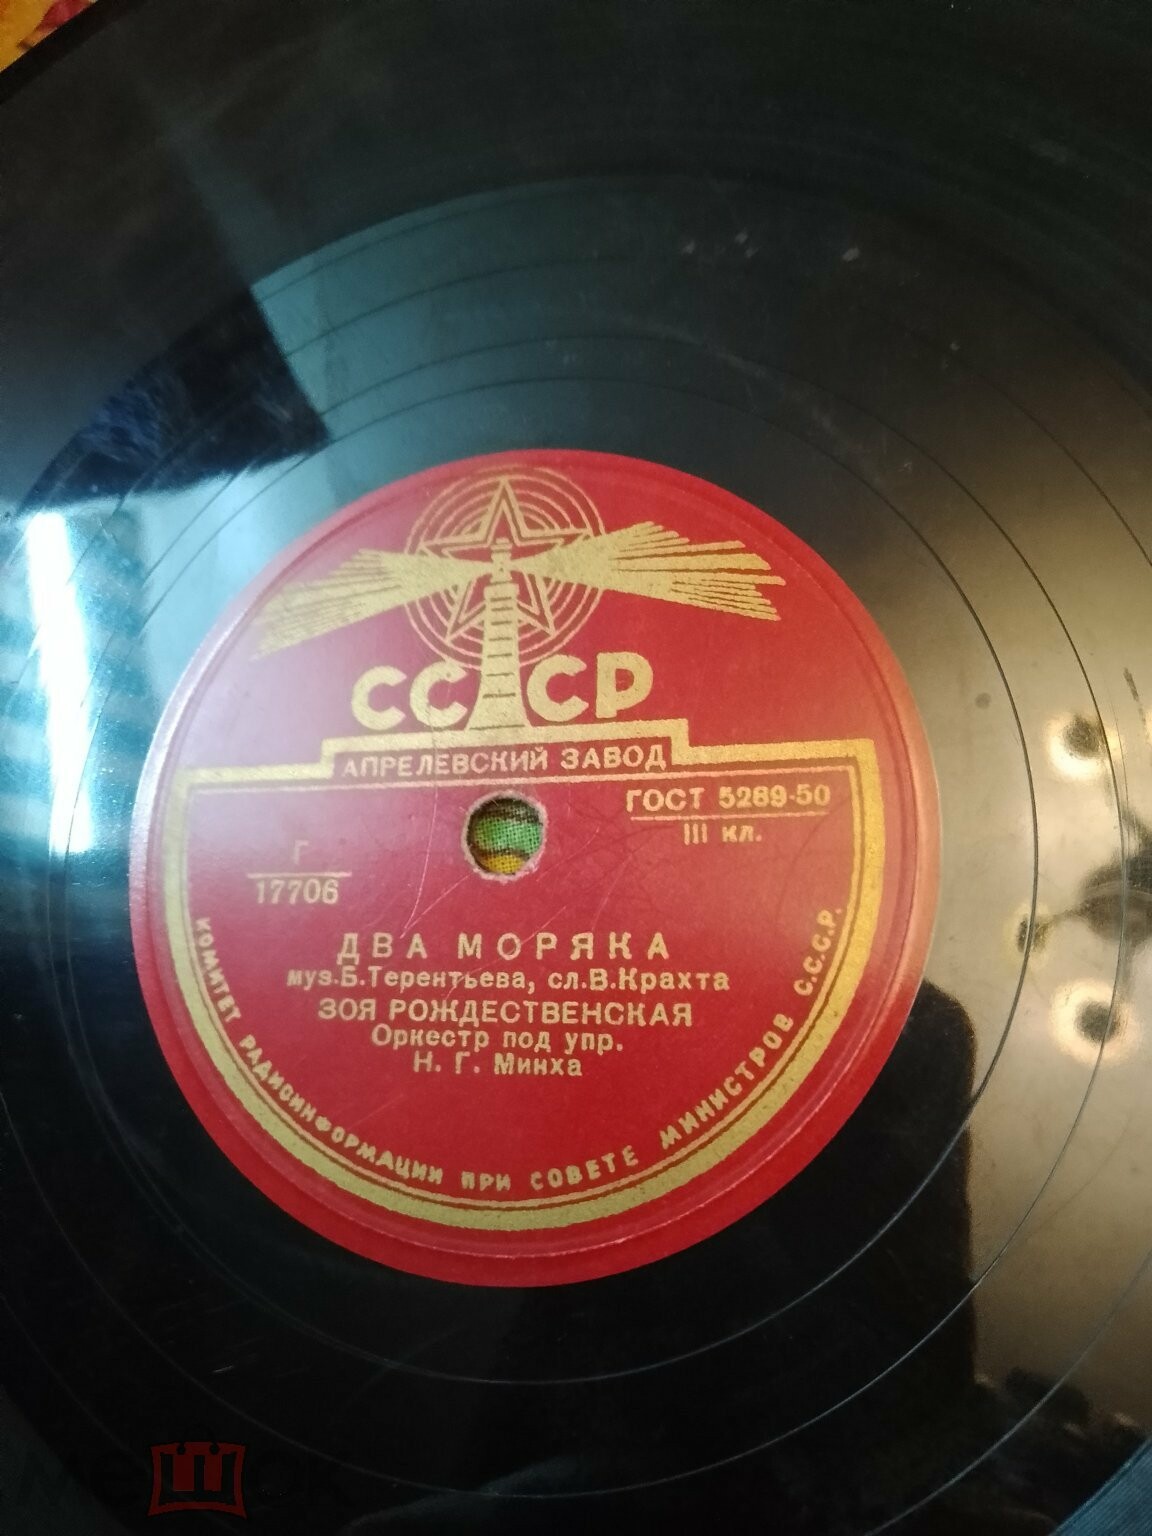 СССР
АПРЕЛЕВСКИЙ ЗАВОД
ГОСТ 5289-50
III кл.
Г
17706
ДВА МОРЯКА
муз.Б.Терентьева, сл.В.Крахта
ЗОЯ РОЖДЕСТВЕНСКАЯ
Оркестр под упр.
Н. Г. Минха
КОМИТЕТ РАДИОИНФОРМАЦИИ ПРИ СОВЕТЕ МИНИСТРОВ С.С.С.Р.
мешок